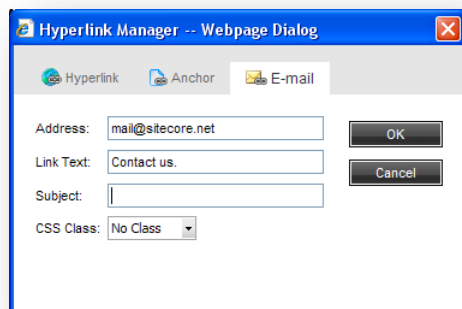 Hyperlink Manager -- Webpage Dialog
Hyperlink Anchor E-mail
Address: mail@sitecore.net OK
Link Text: Contact us. Cancel
Subject:
CSS Class: No Class